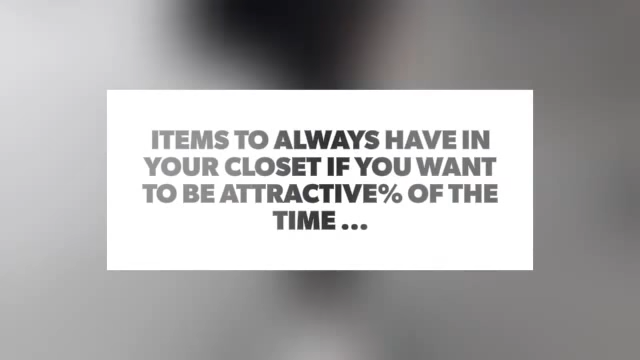 ITEMS TO ALWAYS HAVE IN
YOUR CLOSET IF YOU WANT
TO BE ATTRACTIVE% OF THE
TIME ...